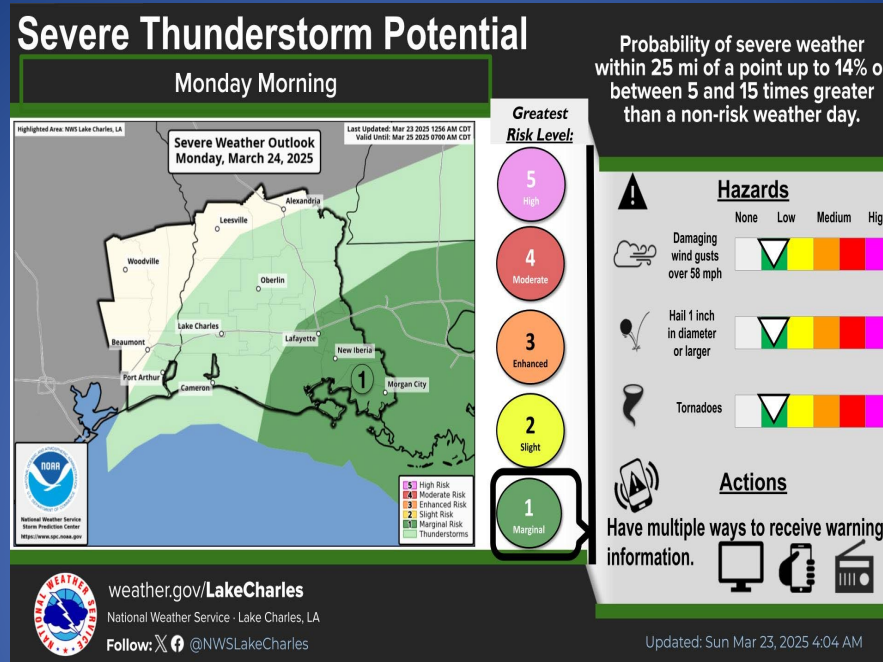 Severe Thunderstorm Potential
Monday Morning
Probability of severe weather
within 25 mi of a point up to 14% o
between 5 and 15 times greater
than a non-risk weather day.
Highlighted Area: NWS Lake Charles, LA
Last Updated: Mar 23 2025 1256 AM CDT
Valid Until: Mar 25 2025 0700 AM CDT
Severe Weather Outlook
Monday, March 24, 2025
Alexandria
Leesville
Woodville
Oberlin
Lake Charles
Beaumont
Lafayette
New Iberia
Port Arthur
Cameron
1
Morgan City
NOAA
National Weather Service
Storm Prediction Center
https://www.spc.noaa.gov
5 High Risk
4 Moderate Risk
3 Enhanced Risk
2 Slight Risk
1 Marginal Risk
Thunderstorms
Greatest
Risk Level:
5
High
4
Moderate
3
Enhanced
2
Slight
1
Marginal
Hazards
None Low Medium Hig
Damaging
wind gusts
over 58 mph
Hail 1 inch
in diameter
or larger
Tornadoes
Actions
Have multiple ways to receive warning
information.
NATIONAL WEATHER SERVICE
weather.gov/LakeCharles
National Weather Service · Lake Charles, LA
Follow: @NWSLakeCharles
Updated: Sun Mar 23, 2025 4:04 AM